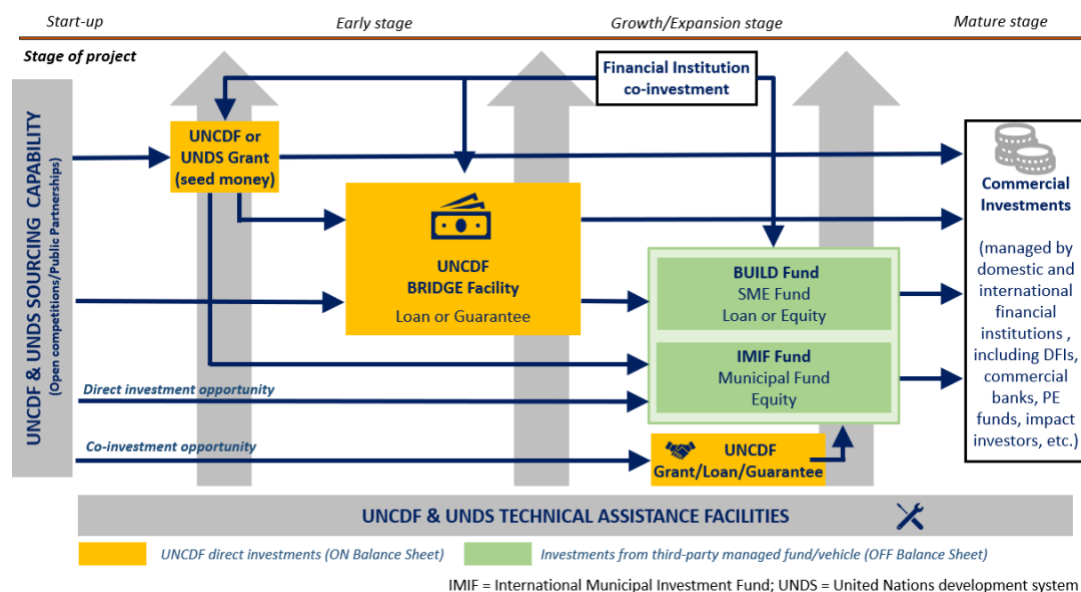 Start-up
Early stage
Growth/Expansion stage
Mature stage
Stage of project
Financial Institution
co-investment
UNCDF & UNDS SOURCING CAPABILITY
(Open competitions/Public Partnerships)
UNCDF or
UNDS Grant
(seed money)
UNCDF
BRIDGE Facility
Loan or Guarantee
BUILD Fund
SME Fund
Loan or Equity
IMIF Fund
Municipal Fund
Equity
Commercial
Investments
(managed by
domestic and
international
financial
institutions ,
including DFIs,
commercial
banks, PE
funds, impact
investors, etc.)
Direct investment opportunity
Co-investment opportunity
UNCDF
Grant/Loan/Guarantee
UNCDF & UNDS TECHNICAL ASSISTANCE FACILITIES
UNCDF direct investments (ON Balance Sheet)
Investments from third-party managed fund/vehicle (OFF Balance Sheet)
IMIF = International Municipal Investment Fund; UNDS = United Nations development system